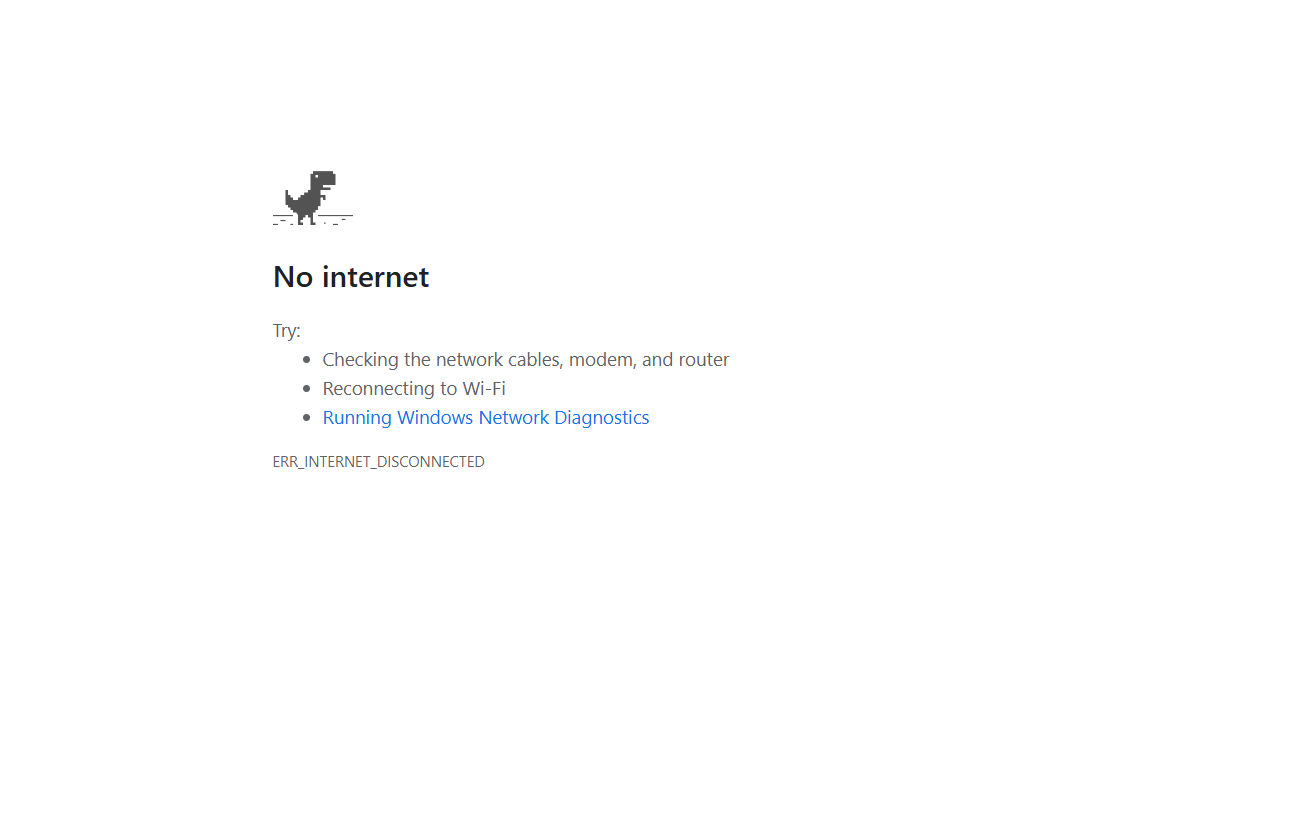 No internet
Try:
Checking the network cables, modem, and router
Reconnecting to Wi-Fi
Running Windows Network Diagnostics
ERR_INTERNET_DISCONNECTED